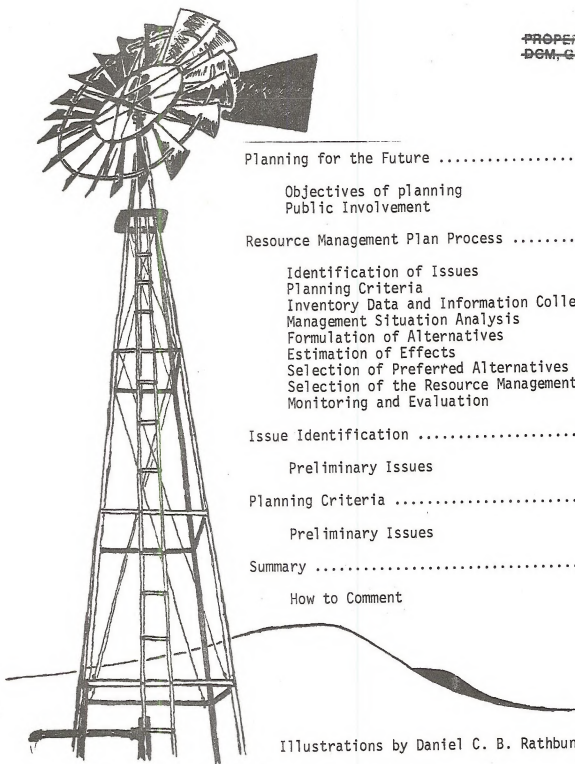 Planning for the Future .................
Objectives of planning
Public Involvement
Resource Management Plan Process .........
Identification of Issues
Planning Criteria
Inventory Data and Information Colle
Management Situation Analysis
Formulation of Alternatives
Estimation of Effects
Selection of Preferred Alternatives
Selection of the Resource Management
Monitoring and Evaluation
Issue Identification ....................
Preliminary Issues
Planning Criteria .......................
Preliminary Issues
Summary .................................
How to Comment
Illustrations by Daniel C. B. Rathbun